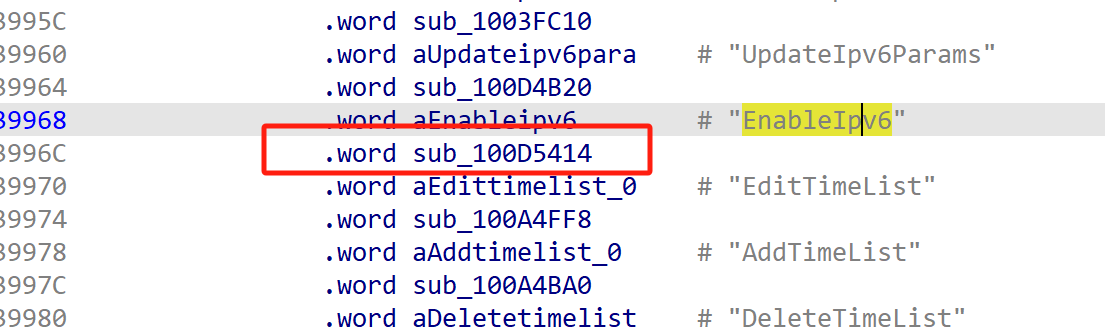 3995C .word sub_1003FC10
39960 .word aUpdateipv6para # "UpdateIpv6Params"
39964 .word sub_100D4B20
39968 .word aEnableipv6 # "EnableIpv6"
3996C .word sub_100D5414
39970 .word aEdittimelist_0 # "EditTimeList"
39974 .word sub_100A4FF8
39978 .word aAddtimelist_0 # "AddTimeList"
3997C .word sub_100A4BA0
39980 .word aDeletetimelist # "DeleteTimeList"